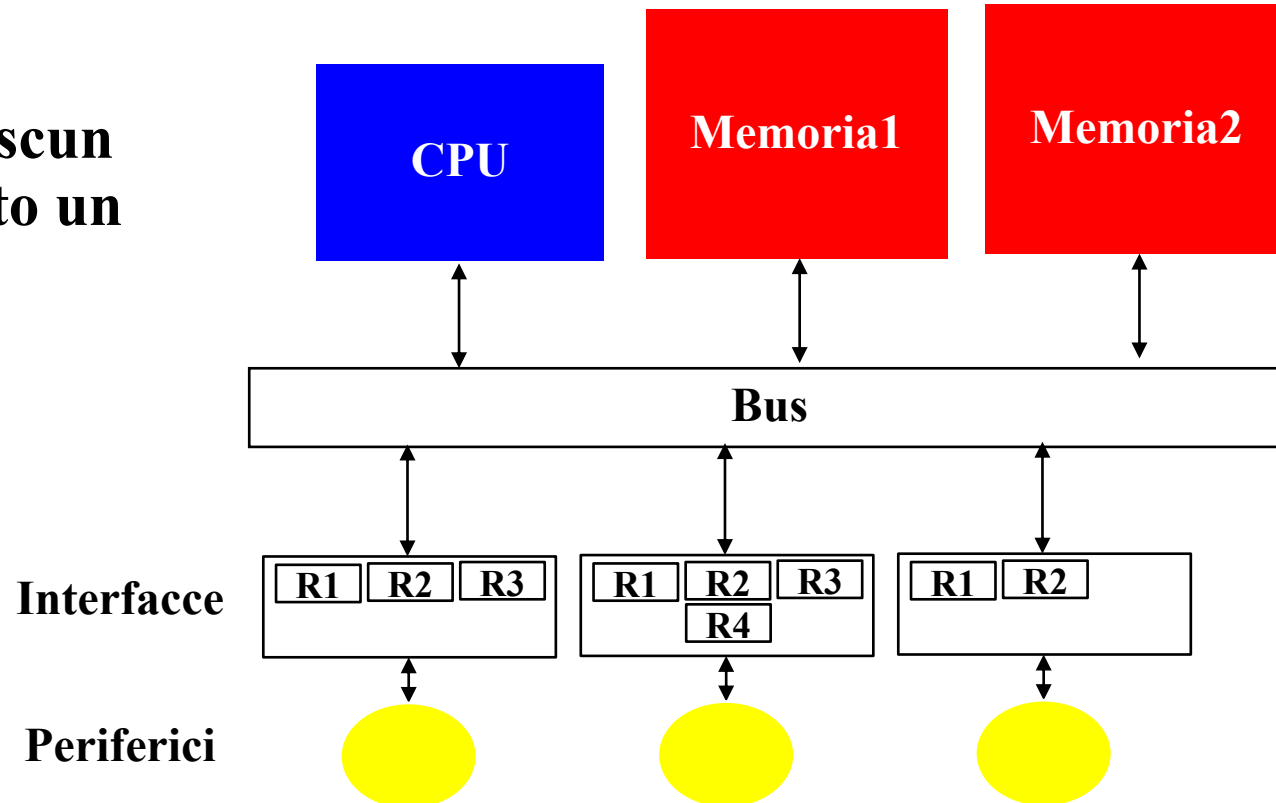 scun
to un
CPU
Memoria1
Memoria2
Bus
Interfacce
R1 R2 R3
R1 R2 R3
R4
R1 R2
Periferici